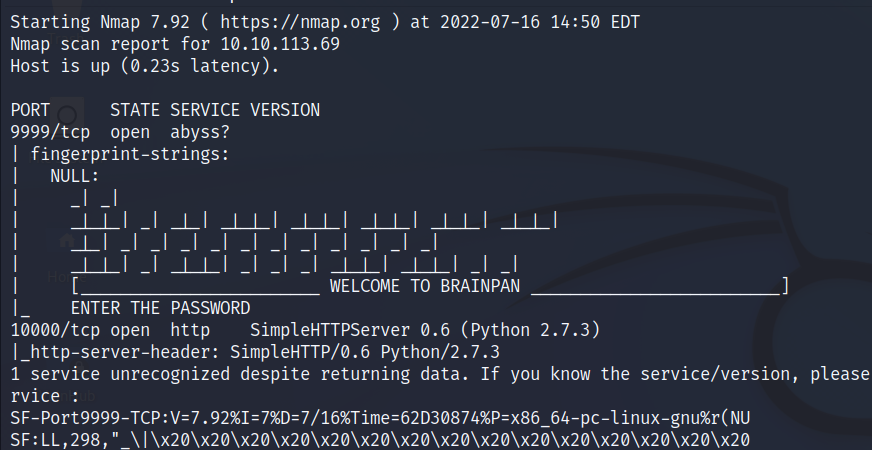 Starting Nmap 7.92 ( https://nmap.org ) at 2022-07-16 14:50 EDT
Nmap scan report for 10.10.113.69
Host is up (0.23s latency).
PORT      STATE SERVICE VERSION
9999/tcp  open  abyss?
| fingerprint-strings:
|   NULL:
|     _| _|
|     _|_|_| _| _|_| _|_|_| _|_|_| _|_|_| _|_|_| _|_|_|
|     _|_| _| _| _| _| _| _| _| _| _| _| _|
|     _|_|_| _| _|_|_| _| _| _| _|_|_| _|_|_| _| _|
|     [________________________ WELCOME TO BRAINPAN _________________________]
|_    ENTER THE PASSWORD
10000/tcp open  http    SimpleHTTPServer 0.6 (Python 2.7.3)
|_http-server-header: SimpleHTTP/0.6 Python/2.7.3
1 service unrecognized despite returning data. If you know the service/version, please
rvice :
SF-Port9999-TCP:V=7.92%I=7%D=7/16%Time=62D30874%P=x86_64-pc-linux-gnu%r(NU
SF:LL,298,"_\|\x20\x20\x20\x20\x20\x20\x20\x20\x20\x20\x20\x20\x20\x20\x20